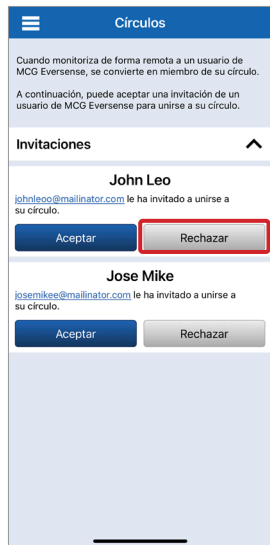 Círculos
Cuando monitoriza de forma
remota a un usuario de
MCG Eversense, se convierte en miembro de su círculo.
A continuación, puede aceptar una invitación de un
usuario de MCG Eversense para unirse a su círculo.
Invitaciones
John Leo
johnleoo@mailinator.com le ha invitado a unirse a
su círculo.
Aceptar
Rechazar
Jose Mike
josemikee@mailinator.com le ha invitado a unirse a
su círculo.
Aceptar
Rechazar